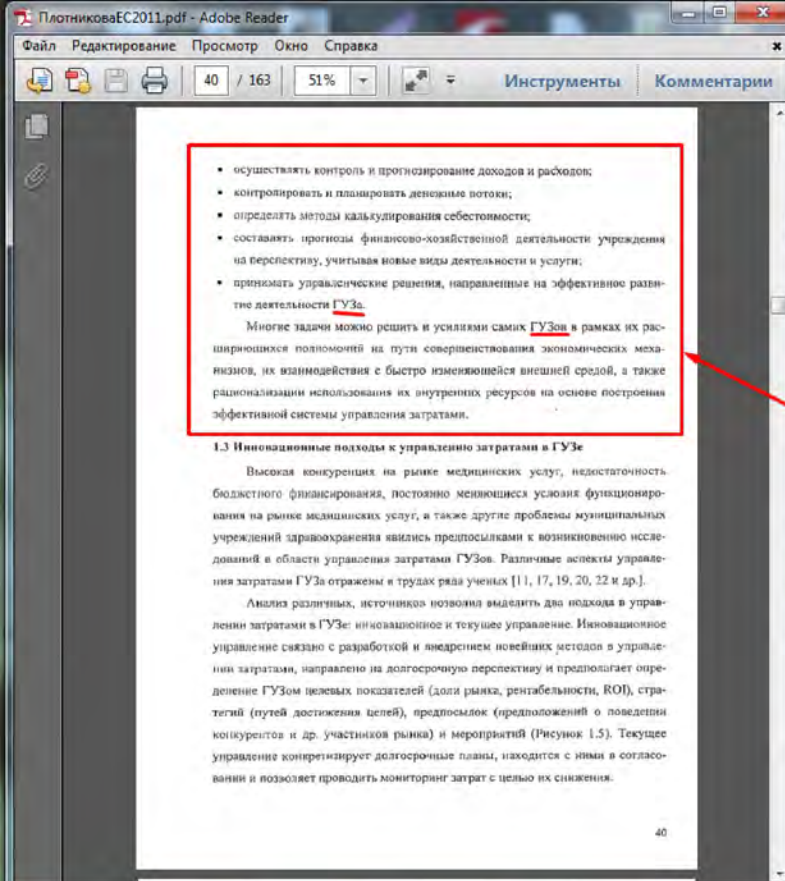 ПлотниковаЕС2011.pdf - Adobe Reader
Файл Редактирование Просмотр Окно Справка
40 / 163 51% Инструменты Комментарии
• осуществлять контроль и прогнозирование доходов и расходов;
• контролировать и планировать денежные потоки;
• определять методы калькулирования себестоимости;
• составлять прогнозы финансово-хозяйственной деятельности учреждения
на перспективу, учитывая новые виды деятельности и услуги;
• принимать управленческие решения, направленные на эффективное разви-
тие деятельности ГУЗа.
Многие задачи можно решить и усилиями самих ГУЗов в рамках их рас-
ширяющихся полномочий на пути совершенствования экономических меха-
низмов, их взаимодействия с быстро изменяющейся внешней средой, а также
рационализации использования их внутренних ресурсов на основе построения
эффективной системы управления затратами.
1.3 Инновационные подходы к управлению затратами в ГУЗе
Высокая конкуренция на рынке медицинских услуг, недостаточность
бюджетного финансирования, постоянно меняющиеся условия функциониро-
вания на рынке медицинских услуг, а также другие проблемы муниципальных
учреждений здравоохранения явились предпосылками к возникновению иссле-
дований в области управления затратами ГУЗов. Различные аспекты управле-
ния затратами ГУЗа отражены в трудах ряда ученых [11, 17, 19, 20, 22 и др.].
Анализ различных, источников позволил выделить два подхода в управ-
лении затратами в ГУЗе: инновационное и текущее управление. Инновационное
управление связано с разработкой и внедрением новейших методов в управле-
нии затратами, направлено на долгосрочную перспективу и предполагает опре-
деление ГУЗом целевых показателей (доли рынка, рентабельности, ROI), стра-
тегий (путей достижения целей), предпосылок (предположений о поведении
конкурентов и др. участников рынка) и мероприятий (Рисунок 1.5). Текущее
управление конкретизирует долгосрочные планы, находится с ними в согласо-
вании и позволяет проводить мониторинг затрат с целью их снижения.
40